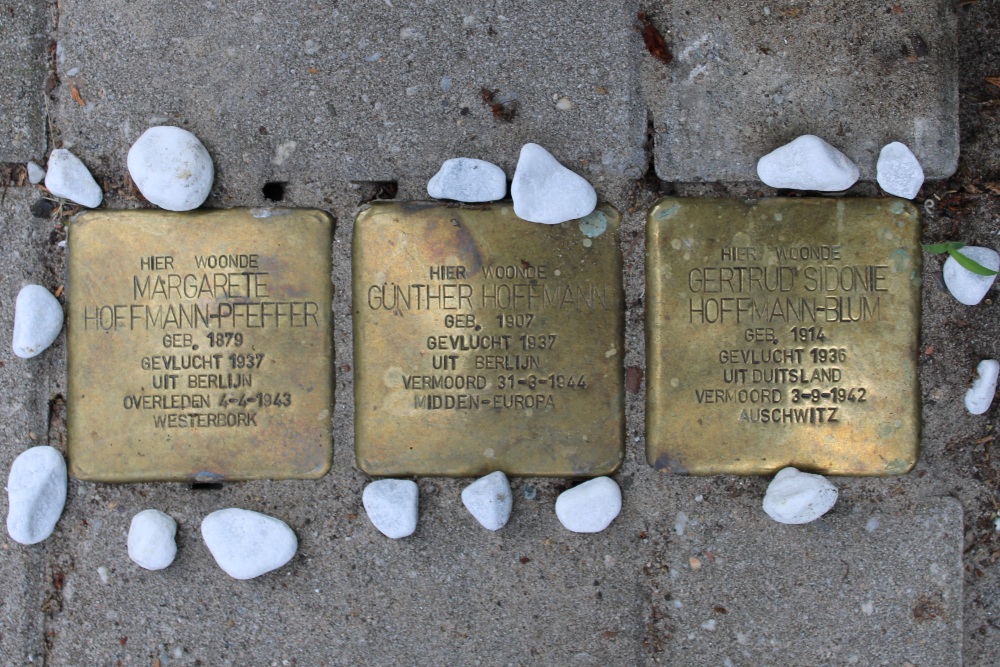 HIER WOONDE
MARGARETE
HOFFMANN-PFEFFER
GEB. 1879
GEVLUCHT 1937
UIT BERLIJN
OVERLEDEN 4-4-1943
WESTERBORK
HIER WOONDE
GÜNTHER HOFFMANN
GEB. 1907
GEVLUCHT 1937
UIT BERLIJN
VERMOORD 31-3-1944
MIDDEN-EUROPA
HIER WOONDE
GERTRUD SIDONIE
HOFFMANN-BLUM
GEB. 1914
GEVLUCHT 1936
UIT DUITSLAND
VERMOORD 3-9-1942
AUSCHWITZ